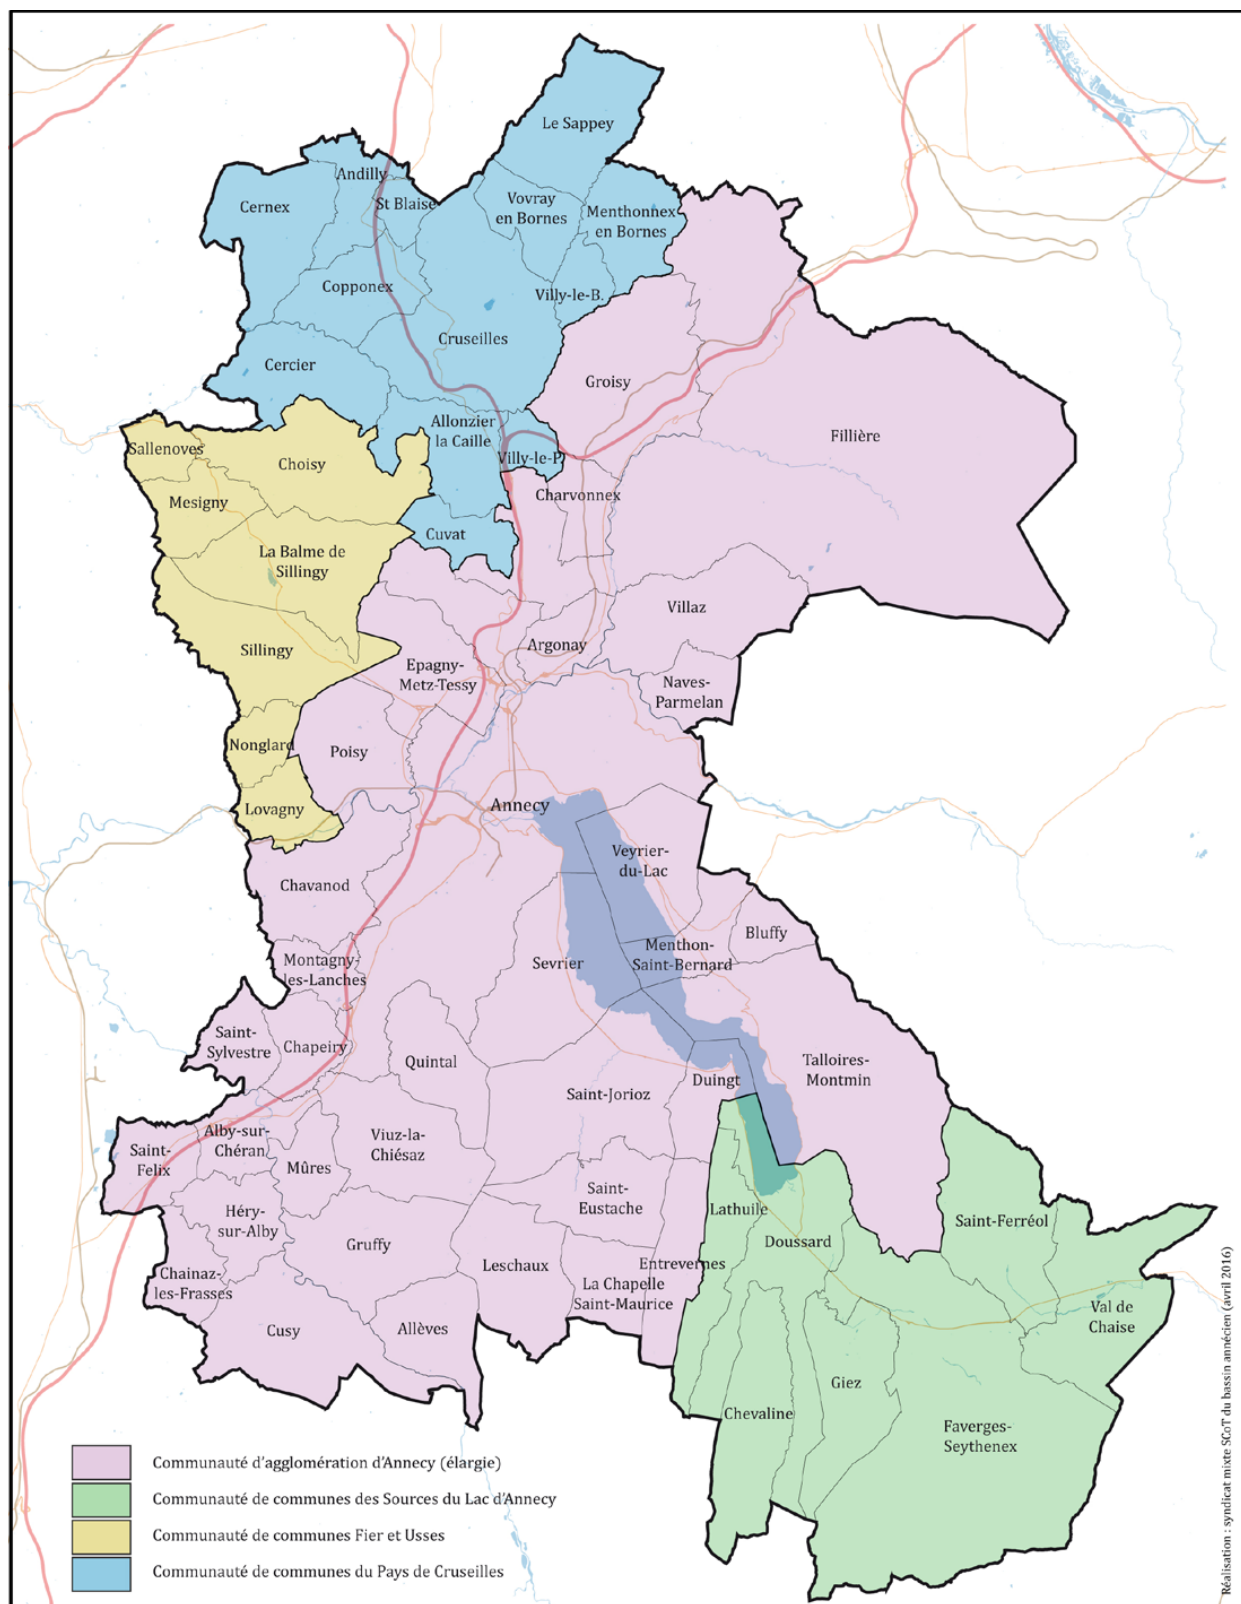 Le Sappey
Andilly
St Blaise
Cernex
Vovray
en Bornes
Menthonnex
en Bornes
Copponex
Villy-le-B.
Cruseilles
Cercier
Groisy
Allonzier
la Caille
Fillière
Sallenoves
Choisy
Villy-le-P.
Mesigny
Charvonnex
Cuvat
La Balme de
Sillingy
Villaz
Argonay
Sillingy
Epagny-
Metz-Tessy
Naves-
Parmelan
Nonglard
Poisy
Lovagny
Annecy
Veyrier-
du-Lac
Chavanod
Bluffy
Menthon-
Saint-Bernard
Sevrier
Montagny-
les-Lanches
Saint-
Sylvestre
Chapeiry
Quintal
Talloires-
Montmin
Duingt
Saint-Jorioz
Alby-sur-
Chéran
Viuz-la-
Chiésaz
Saint-
Felix
Mûres
Saint-
Eustache
Lathuile
Héry-
sur-Alby
Saint-Ferréol
Doussard
Gruffy
Leschaux
Entrevernes
Chainaz-
les-Frasses
La Chapelle
Saint-Maurice
Val de
Chaise
Cusy
Allèves
Giez
Chevaline
Faverges-
Seythenex
Communauté d'agglomération d'Annecy (élargie)
Communauté de communes des Sources du Lac d'Annecy
Communauté de communes Fier et Usses
Communauté de communes du Pays de Cruseilles
Réalisation : syndicat mixte SCoT du bassin annécien (avril 2016)